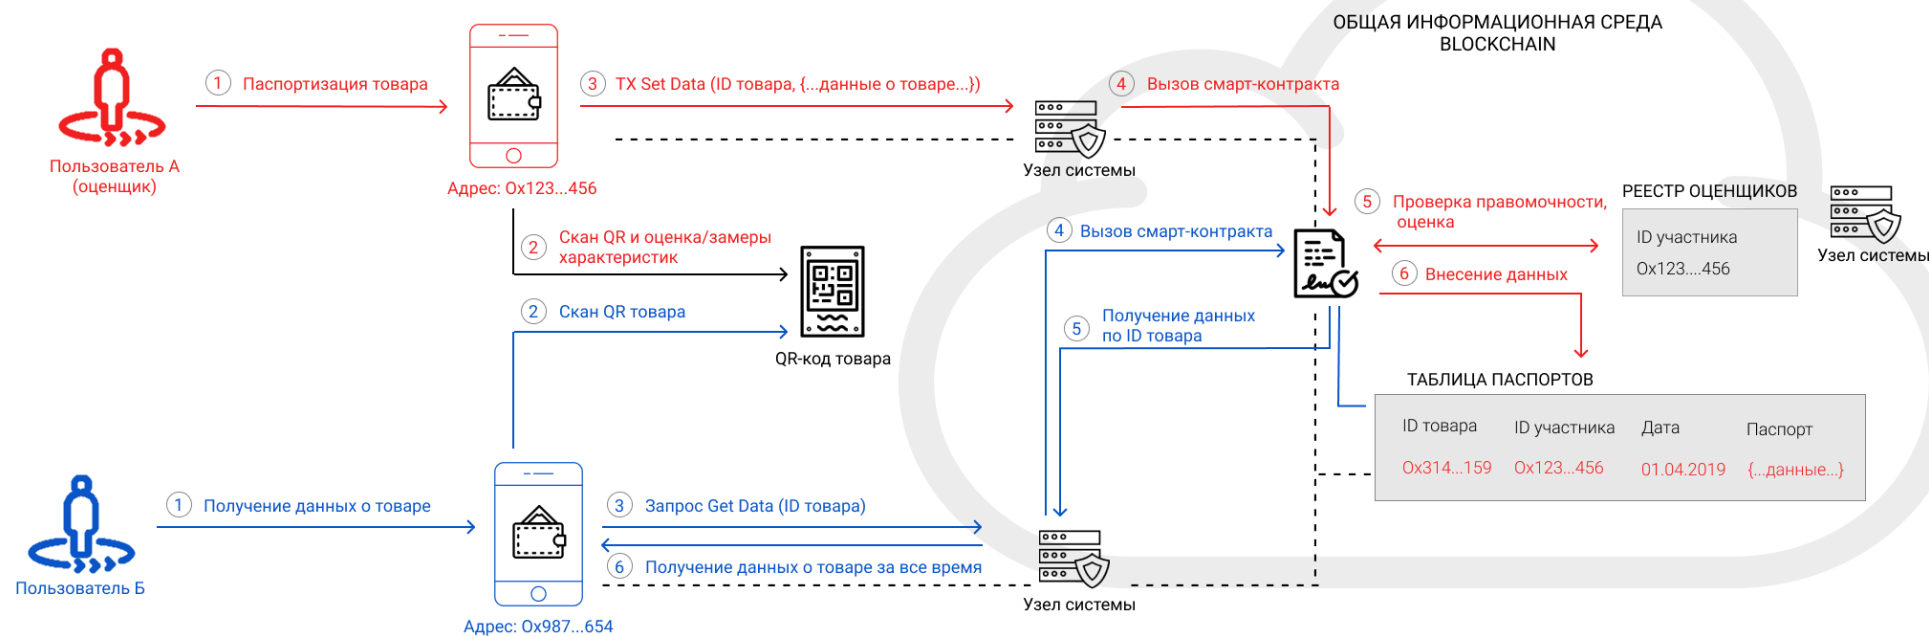 ОБЩАЯ ИНФОРМАЦИОННАЯ СРЕДА
BLOCKCHAIN
1 Паспортизация товара
3 TX Set Data (ID товара, {...данные о товаре...})
4 Вызов смарт-контракта
Пользователь А
(оценщик)
Адрес: 0x123...456
Узел системы
2 Скан QR и оценка/замеры
характеристик
4 Вызов смарт-контракта
5 Проверка правомочности,
оценка
РЕЕСТР ОЦЕНЩИКОВ
ID участника
0x123....456
Узел системы
6 Внесение данных
2 Скан QR товара
QR-код товара
5 Получение данных
по ID товара
ТАБЛИЦА ПАСПОРТОВ
ID товара ID участника Дата Паспорт
0x314...159 0x123...456 01.04.2019 {...данные...}
1 Получение данных о товаре
3 Запрос Get Data (ID товара)
6 Получение данных о товаре за все время
Пользователь Б
Адрес: 0x987...654
Узел системы